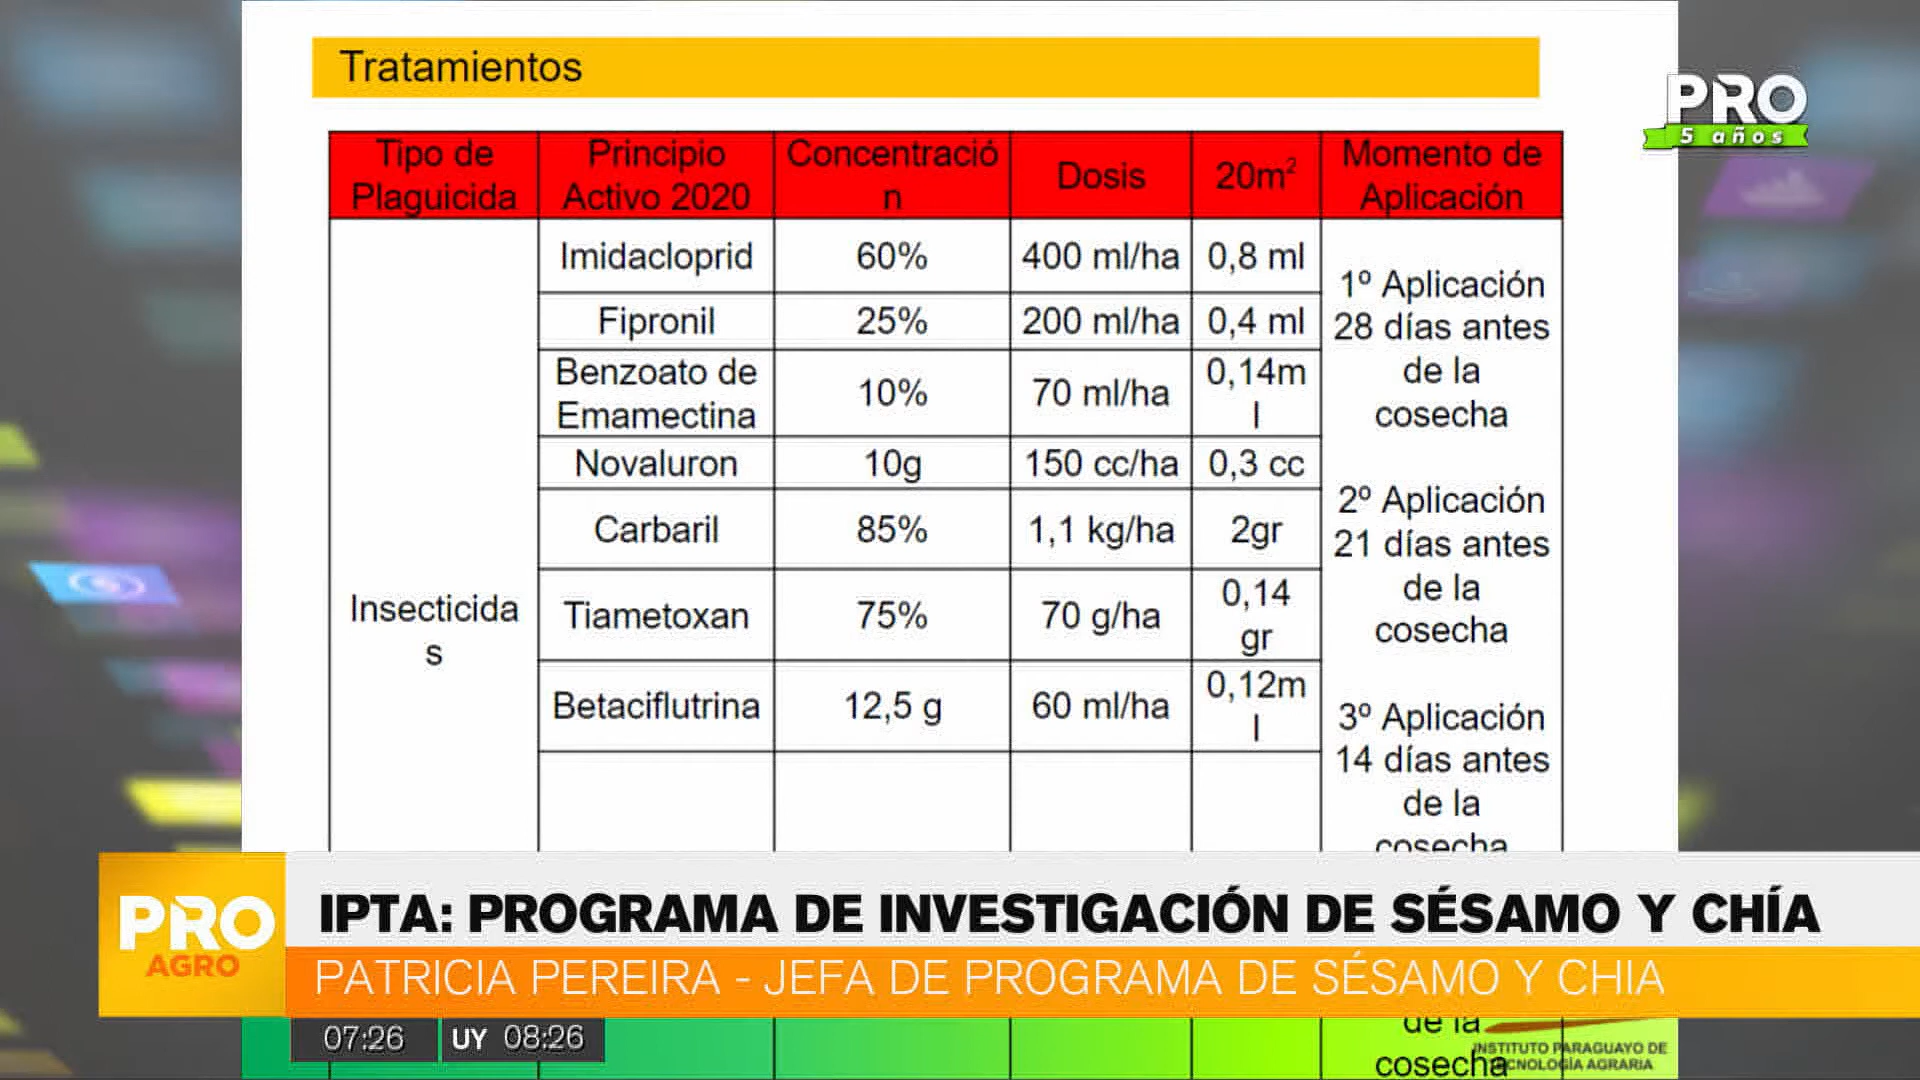 Tratamientos
PRO
5 años
Tipo de
Plaguicida
Principio
Activo 2020
Concentració
n
Dosis
20m²
Momento de
Aplicación
Insecticida
s
Imidacloprid
60%
400 ml/ha
0,8 ml
Fipronil
25%
200 ml/ha
0,4 ml
Benzoato de
Emamectina
10%
70 ml/ha
0,14m
l
Novaluron
10g
150 cc/ha
0,3 cc
Carbaril
85%
1,1 kg/ha
2gr
Tiametoxan
75%
70 g/ha
0,14
gr
Betaciflutrina
12,5 g
60 ml/ha
0,12m
l
1º Aplicación
28 días antes
de la
cosecha
2º Aplicación
21 días antes
de la
cosecha
3º Aplicación
14 días antes
de la
cosecha
PRO
AGRO
IPTA: PROGRAMA DE INVESTIGACIÓN DE SÉSAMO Y CHÍA
PATRICIA PEREIRA - JEFA DE PROGRAMA DE SÉSAMO Y CHIA
07:26
UY 08:26
de la
cosecha
INSTITUTO PARAGUAYO DE
TECNOLOGÍA AGRARIA